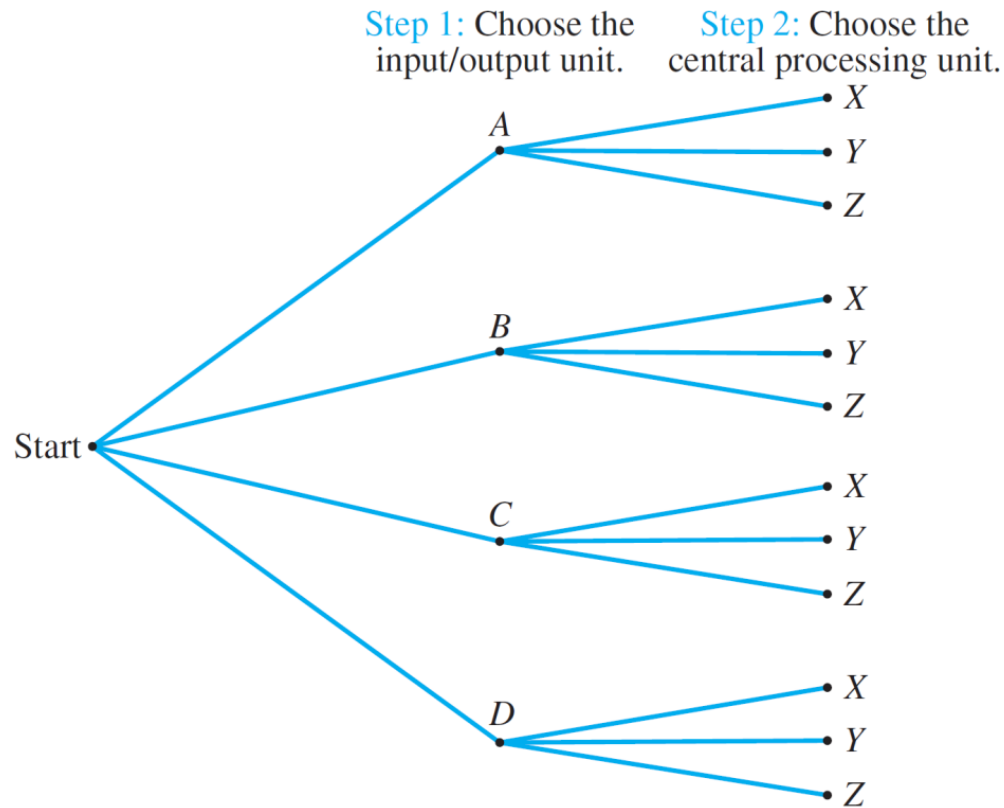 Step 1: Choose the
input/output unit.
Step 2: Choose the
central processing unit.
X
A
Y
Z
X
B
Y
Z
Start
X
C
Y
Z
X
D
Y
Z